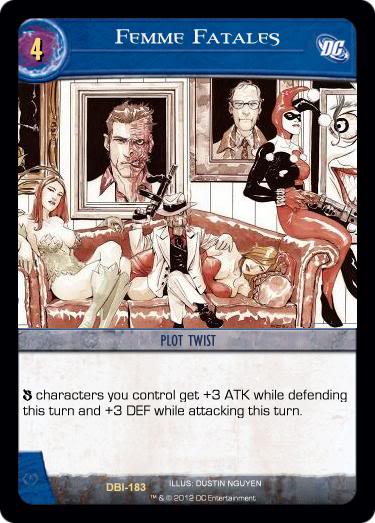 4
FEMME FATALES
DC
PLOT TWIST
characters you control get +3 ATK while defending
this turn and +3 DEF while attacking this turn.
DBI-183
ILLUS: DUSTIN NGUYEN
™ & © 2012 DC Entertainment